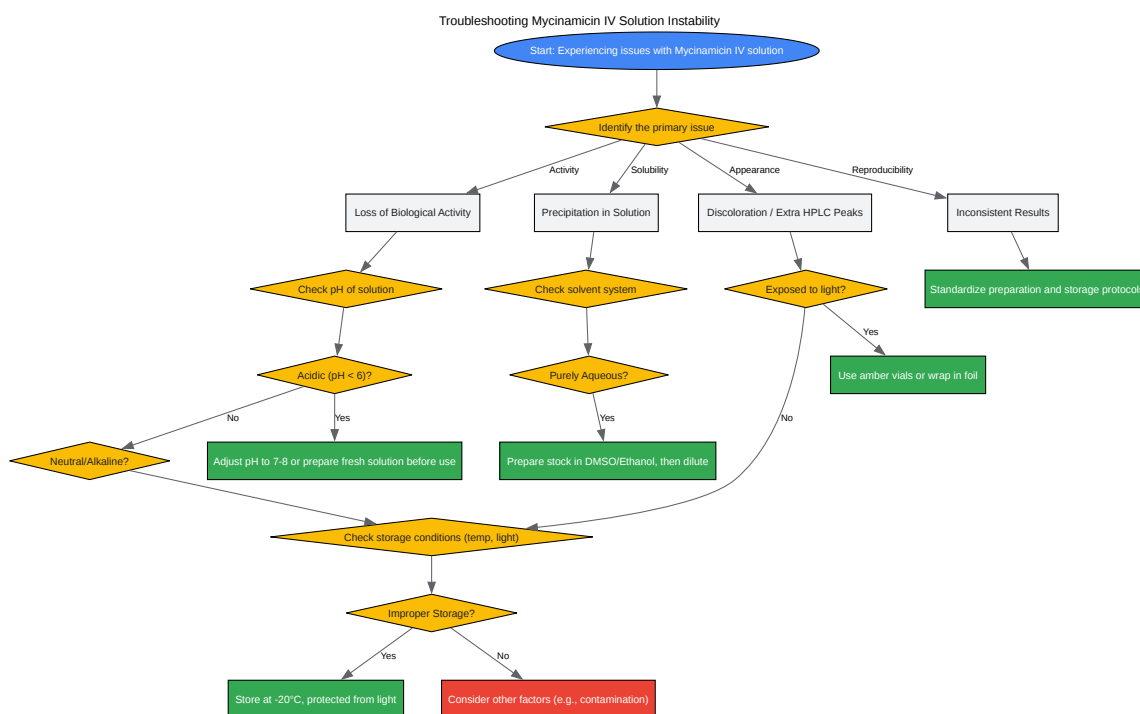 Troubleshooting Mycinamicin IV Solution Instability
Start: Experiencing issues with Mycinamicin IV solution
Identify the primary issue
Activity
Solubility
Appearance
Reproducibility
Loss of Biological Activity
Precipitation in Solution
Discoloration / Extra HPLC Peaks
Inconsistent Results
Check pH of solution
Check solvent system
Exposed to light?
Standardize preparation and storage protocols
Yes
Acidic (pH < 6)?
Purely Aqueous?
Use amber vials or wrap in foil
No
Yes
Yes
No
Neutral/Alkaline?
Adjust pH to 7-8 or prepare fresh solution before use
Prepare stock in DMSO/Ethanol, then dilute
Check storage conditions (temp, light)
Improper Storage?
Yes
No
Store at -20°C, protected from light
Consider other factors (e.g., contamination)